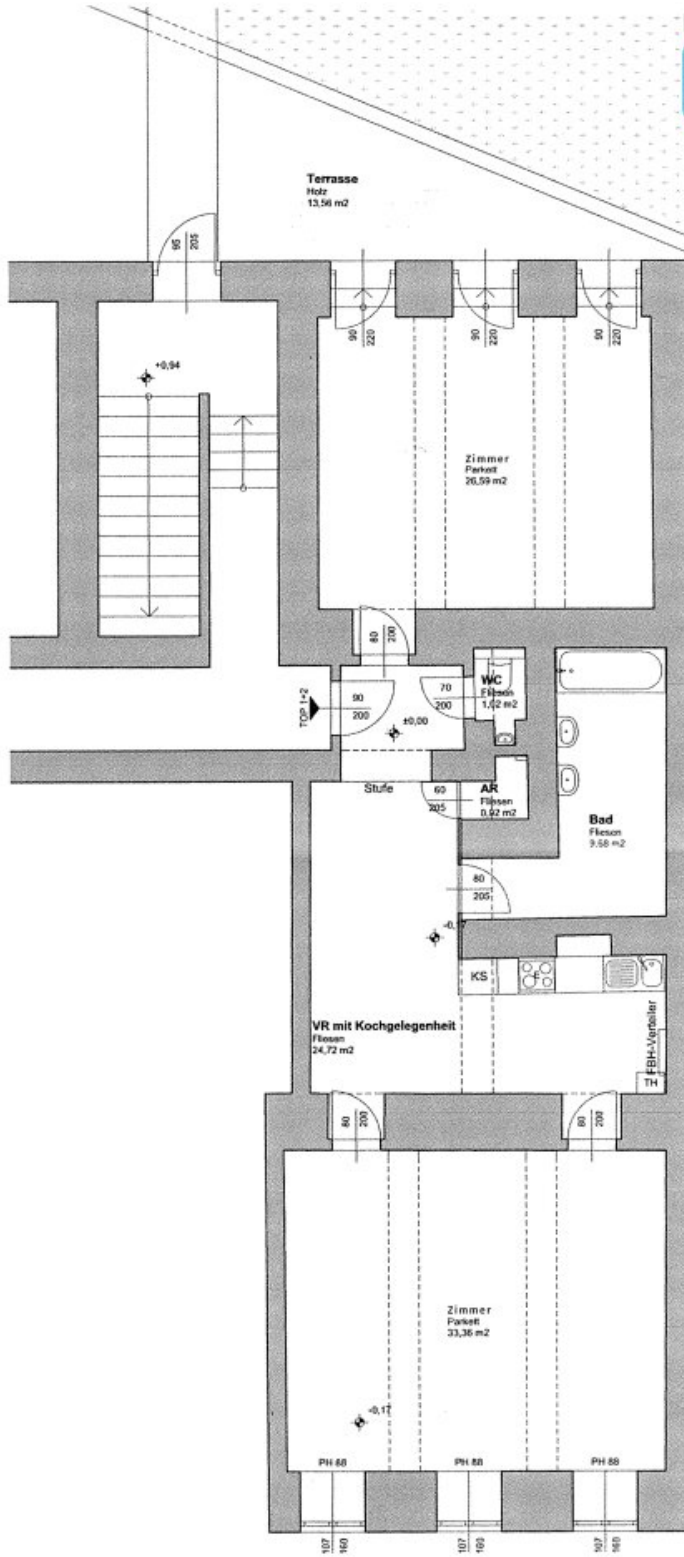 Terrasse
Holz
13,56 m2
95
205
+0,94
90
220
90
220
90
220
Zimmer
Parkett
26,59 m2
80
200
TOP 1+2
90
200
70
200
WC
Fliesen
1,02 m2
±0,00
Stufe
60
205
AR
Fliesen
0,92 m2
Bad
Fliesen
9,68 m2
80
205
-0,17
KS
E
VR mit Kochgelegenheit
Fliesen
24,72 m2
FBH-Verteiler
TH
80
200
80
200
Zimmer
Parkett
33,36 m2
-0,17
PH 88
PH 88
PH 88
107
160
107
160
107
160